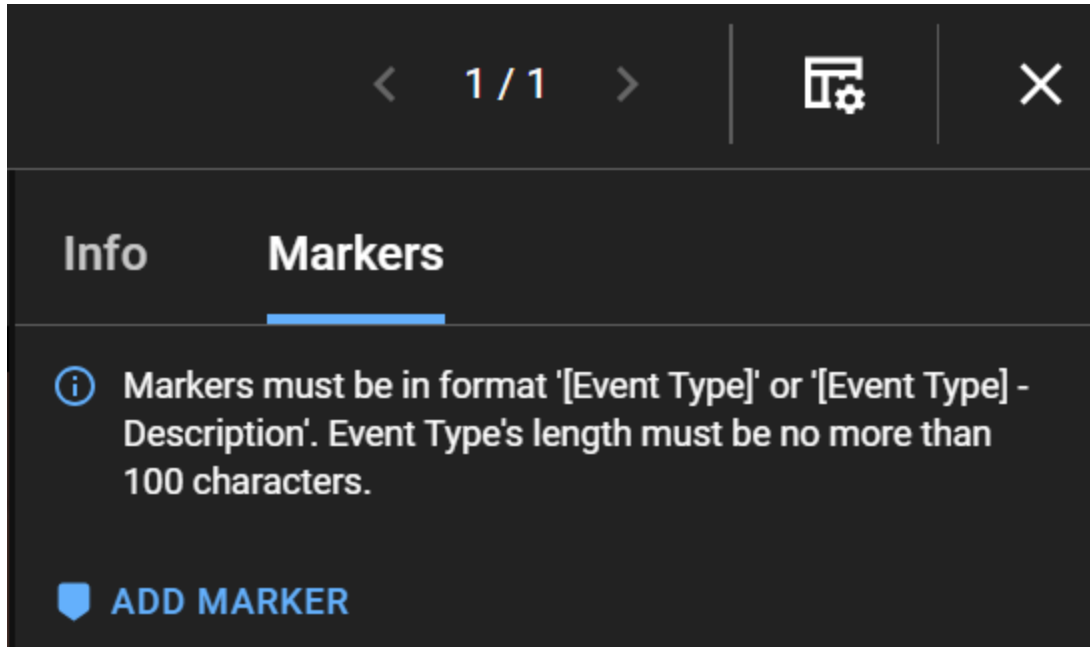 1 / 1
Info
Markers
Markers must be in format '[Event Type]' or '[Event Type] -
Description'. Event Type's length must be no more than
100 characters.
ADD MARKER